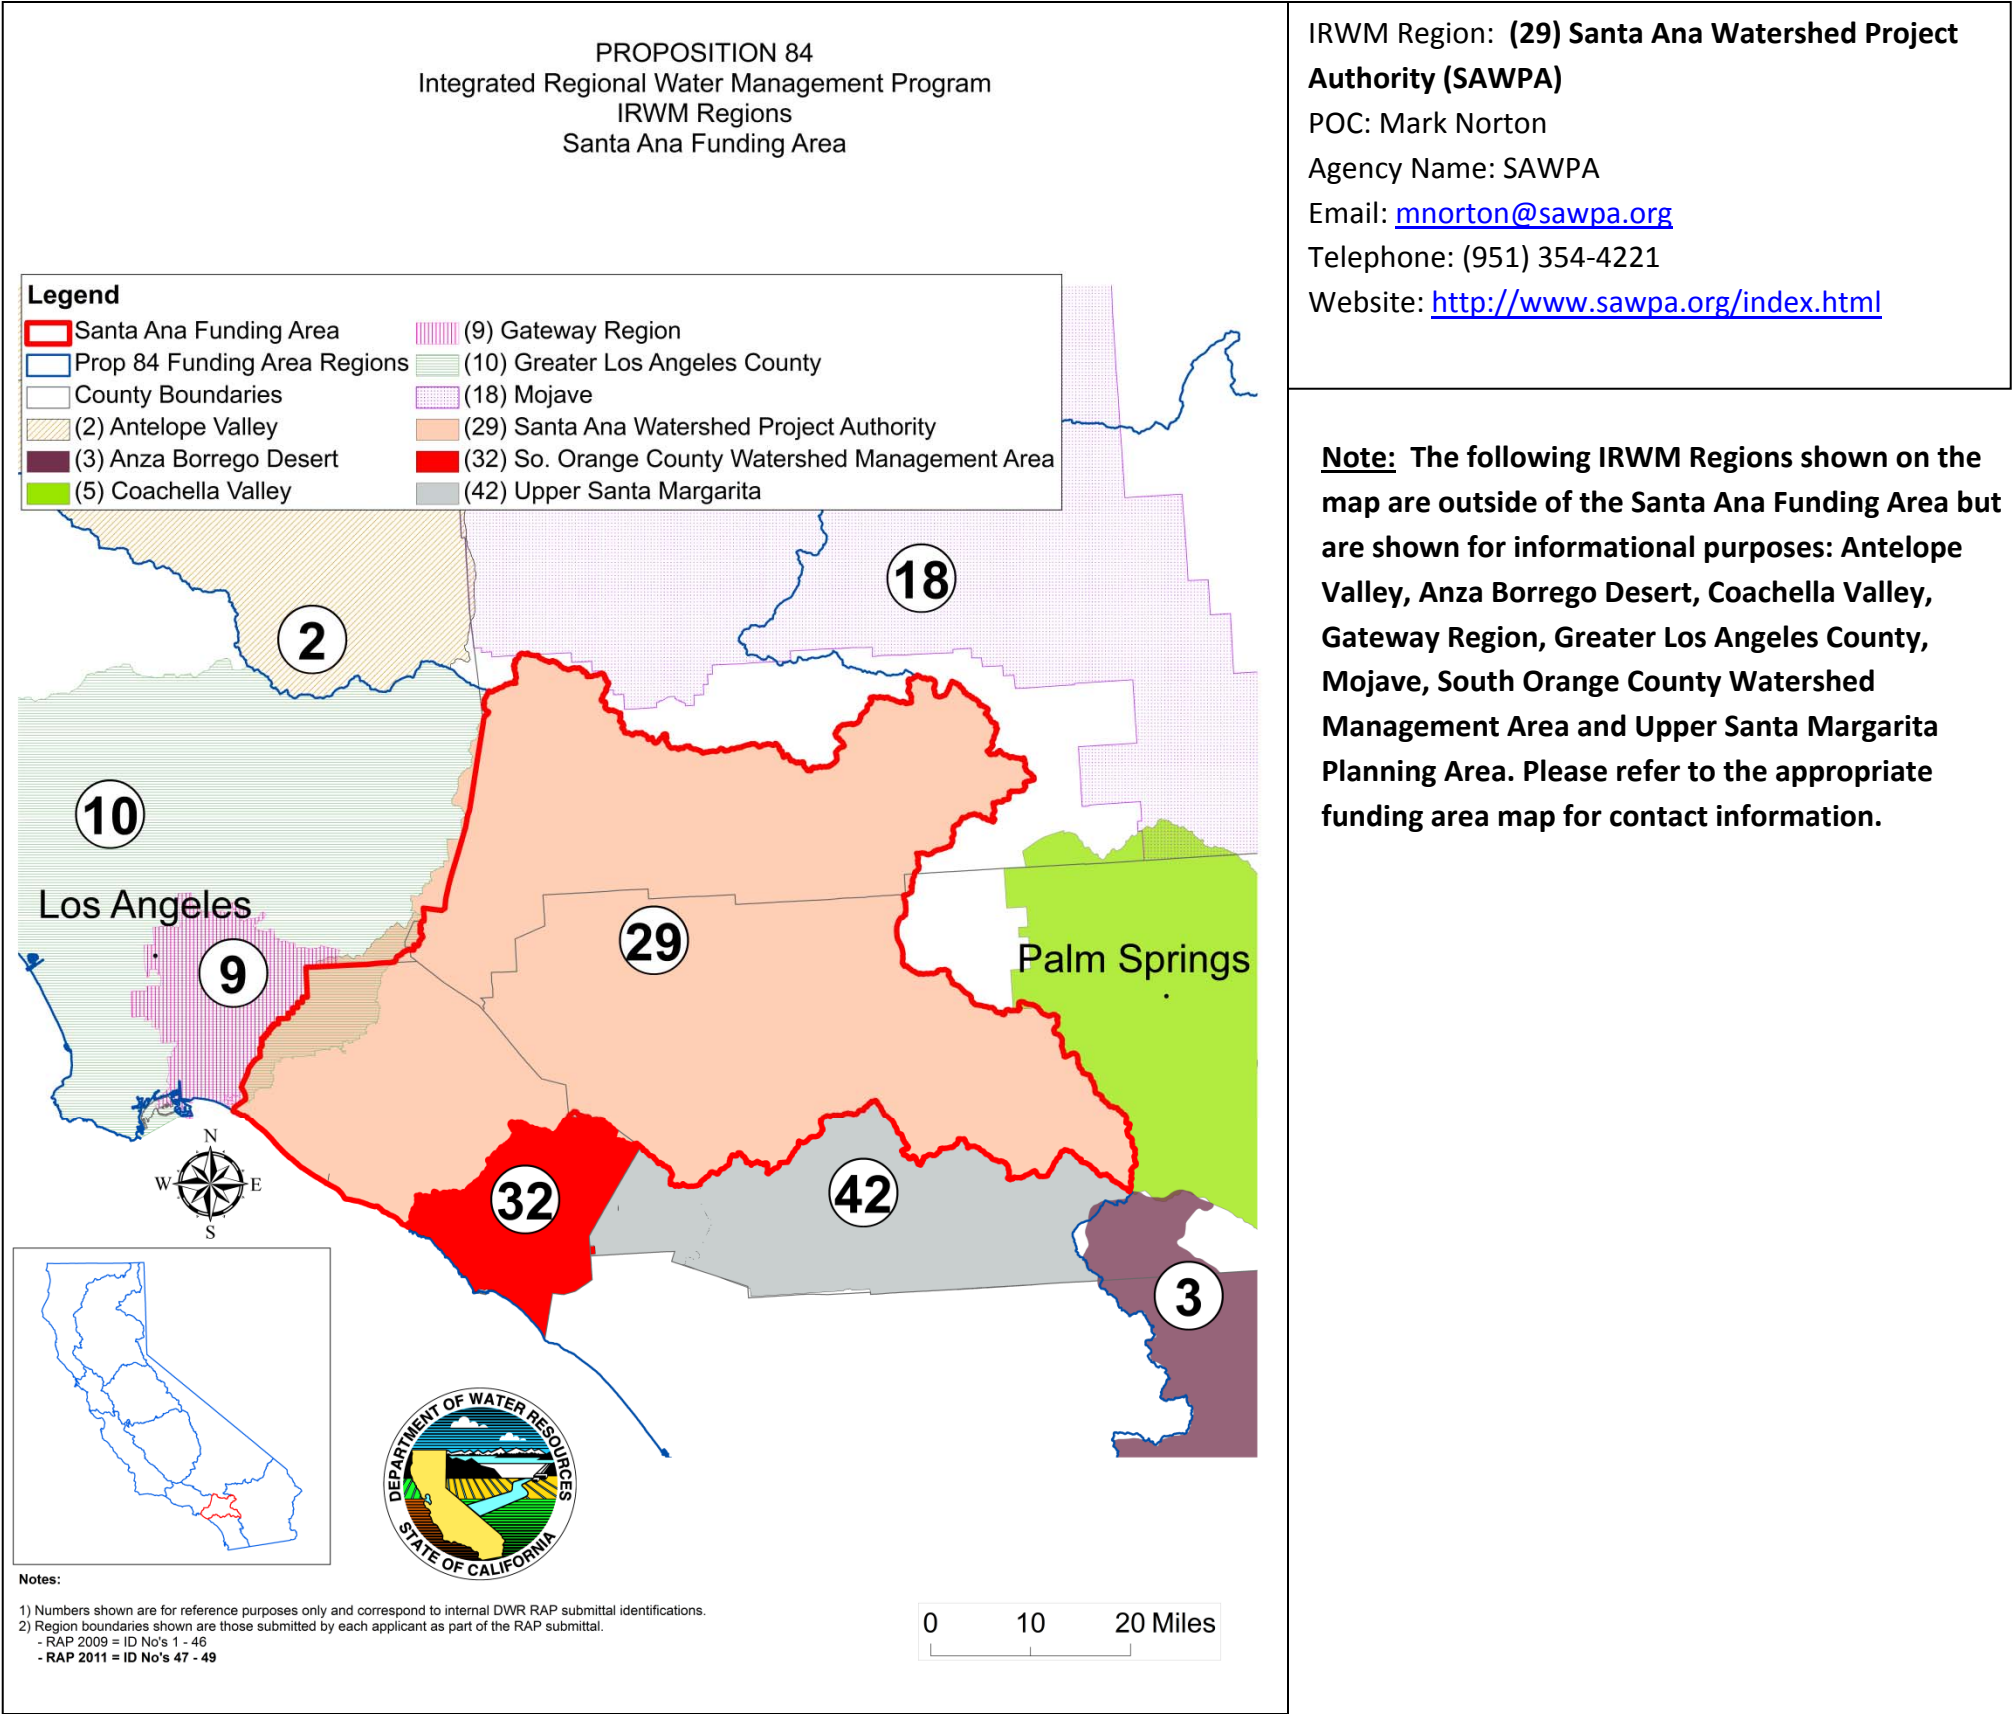 PROPOSITION 84
Integrated Regional Water Management Program
IRWM Regions
Santa Ana Funding Area
Legend
Santa Ana Funding Area
Prop 84 Funding Area Regions
County Boundaries
(2) Antelope Valley
(3) Anza Borrego Desert
(5) Coachella Valley
(9) Gateway Region
(10) Greater Los Angeles County
(18) Mojave
(29) Santa Ana Watershed Project Authority
(32) So. Orange County Watershed Management Area
(42) Upper Santa Margarita
18
2
10
Los Angeles
29
9
Palm Springs
N
W E
S
32
42
3
DEPARTMENT OF WATER RESOURCES
STATE OF CALIFORNIA
Notes:
1) Numbers shown are for reference purposes only and correspond to internal DWR RAP submittal identifications.
2) Region boundaries shown are those submitted by each applicant as part of the RAP submittal.
- RAP 2009 = ID No's 1 - 46
- RAP 2011 = ID No's 47 - 49
0 10 20 Miles
IRWM Region: (29) Santa Ana Watershed Project
Authority (SAWPA)
POC: Mark Norton
Agency Name: SAWPA
Email: mnorton@sawpa.org
Telephone: (951) 354-4221
Website: http://www.sawpa.org/index.html
Note: The following IRWM Regions shown on the
map are outside of the Santa Ana Funding Area but
are shown for informational purposes: Antelope
Valley, Anza Borrego Desert, Coachella Valley,
Gateway Region, Greater Los Angeles County,
Mojave, South Orange County Watershed
Management Area and Upper Santa Margarita
Planning Area. Please refer to the appropriate
funding area map for contact information.